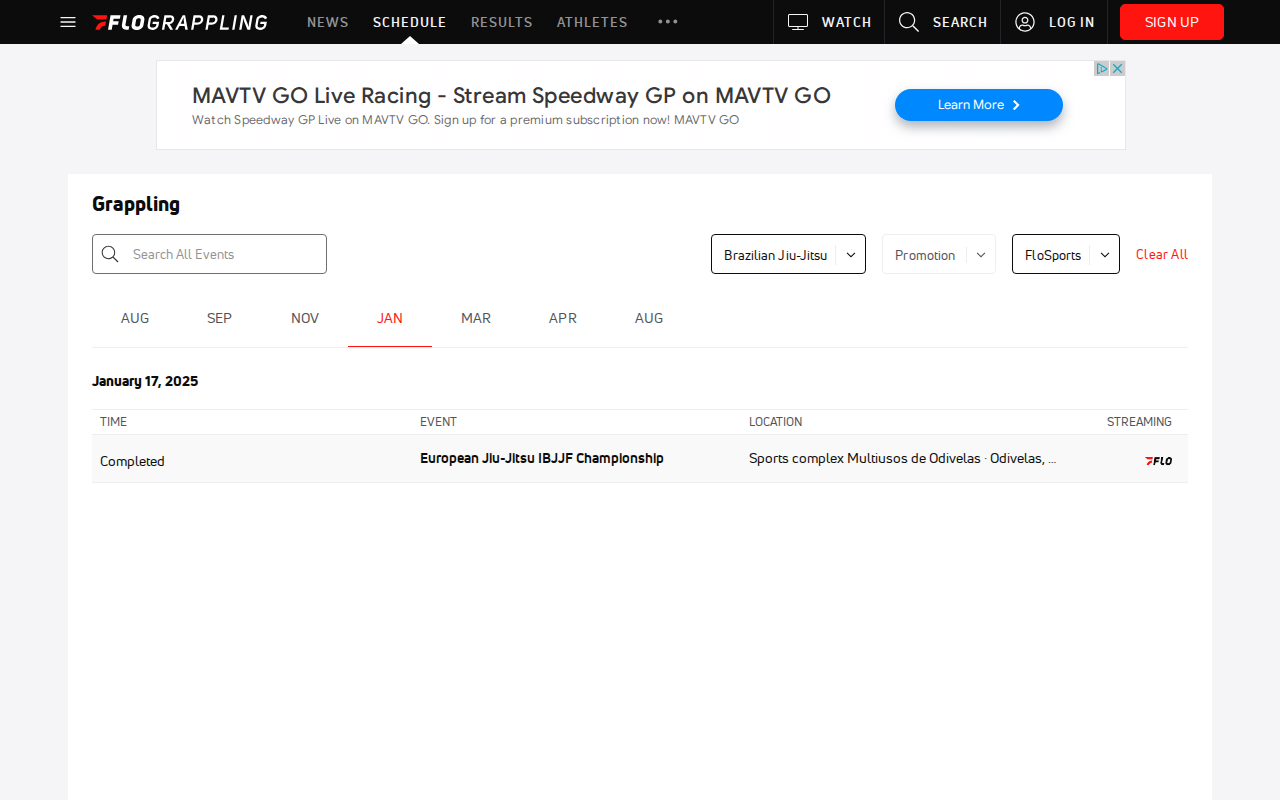 FLOGRAPPLING NEWS SCHEDULE RESULTS ATHLETES WATCH SEARCH LOG IN SIGN UP
MAVTV GO Live Racing - Stream Speedway GP on MAVTV GO
Watch Speedway GP Live on MAVTV GO. Sign up for a premium subscription now! MAVTV GO
Learn More
Grappling
Search All Events Brazilian Jiu-Jitsu Promotion FloSports Clear All
AUG SEP NOV JAN MAR APR AUG
January 17, 2025
TIME EVENT LOCATION STREAMING
Completed European Jiu-Jitsu IBJJF Championship Sports complex Multiusos de Odivelas · Odivelas, ... FLO